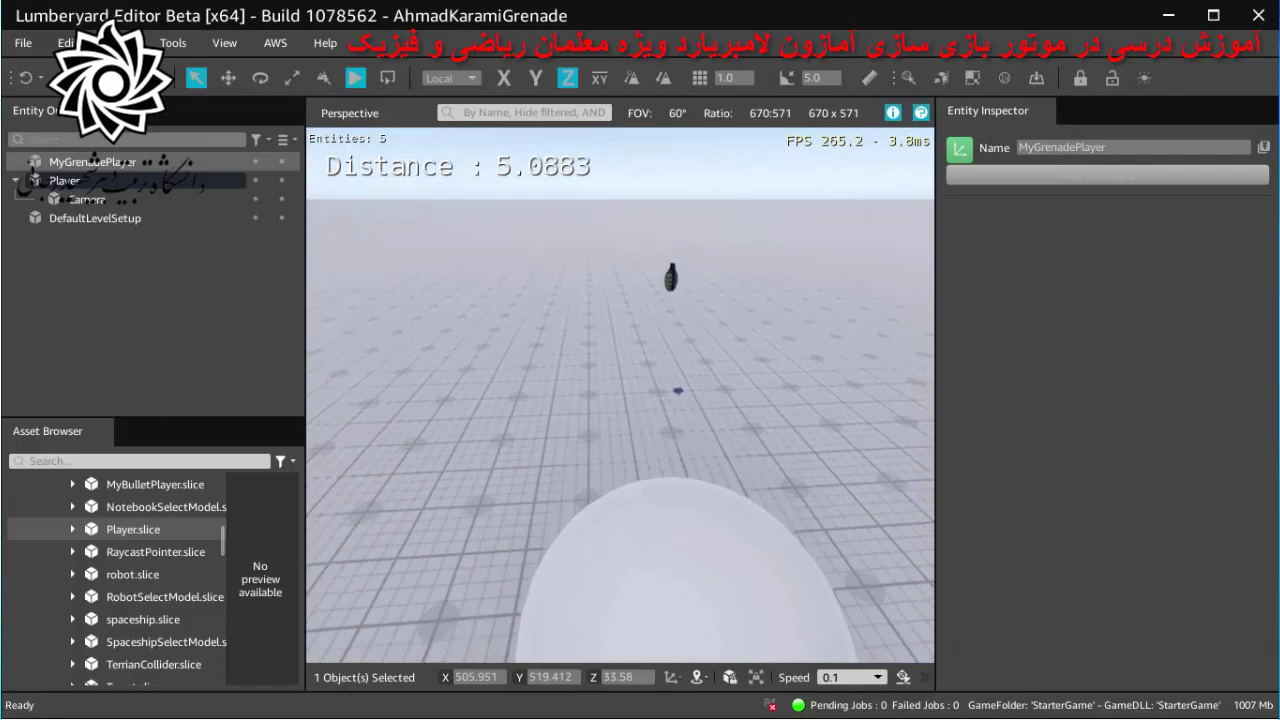 Lumberyard Editor Beta [x64] - Build 1078562 - AhmadKaramiGrenade
File Tools View AWS Help
آموزش درسی در موتور بازی سازی آمازون لامبریارد ویژه معلمان ریاضی و فیزیک
Local X Y Z XY 1.0 5.0
Perspective By Name, Hide filtered, AND FOV: 60° Ratio: 670:571 670 x 571
Entity Inspector
Entities: 5
FPS 265.2 - 3.8ms
Distance : 5.0883
Name MyGrenadePlayer
MyGrenadePlayer
Player
Camera
دانشگاه تربیت دبیر شهید رجایی
DefaultLevelSetup
Asset Browser
Search...
MyBulletPlayer.slice
NotebookSelectModel.s
Player.slice
RaycastPointer.slice
robot.slice
RobotSelectModel.slice
spaceship.slice
SpaceshipSelectModel.s
TerrianCollider.slice
No preview available
1 Object(s) Selected X 505.951 Y 519.412 Z 33.58 Speed 0.1
Ready Pending Jobs : 0 Failed Jobs : 0 GameFolder: 'StarterGame' - GameDLL: 'StarterGame' 1007 Mb